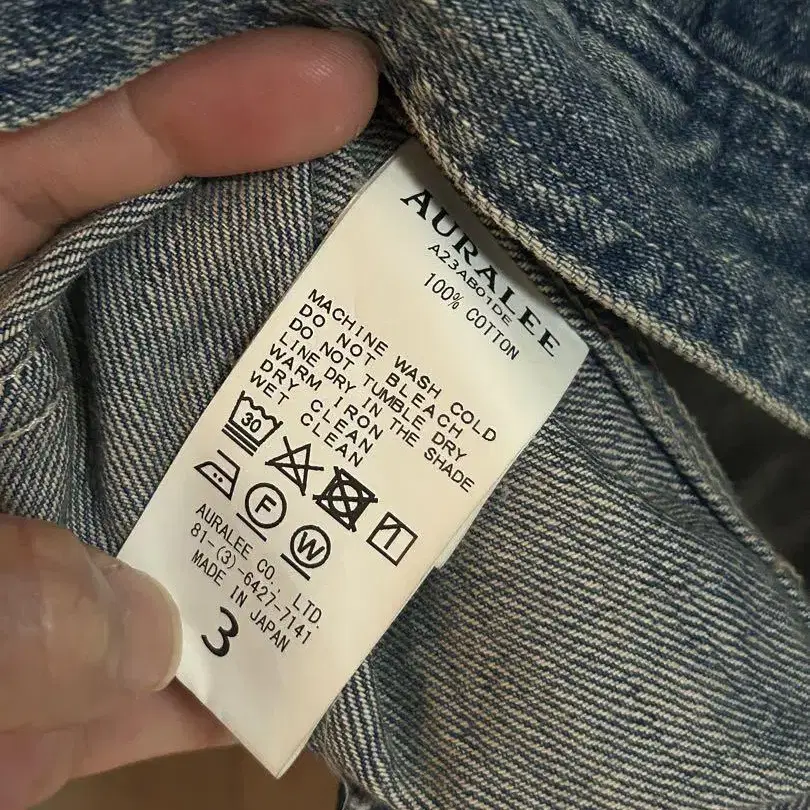 AURALEE
A23AB01DE
100% COTTON
MACHINE WASH COLD
DO NOT BLEACH
DO NOT TUMBLE DRY
LINE DRY IN THE SHADE
WARM IRON
DRY CLEAN
WET CLEAN
30
F
W
AURALEE CO., LTD.
81-(3)-6427-7141
MADE IN JAPAN
3